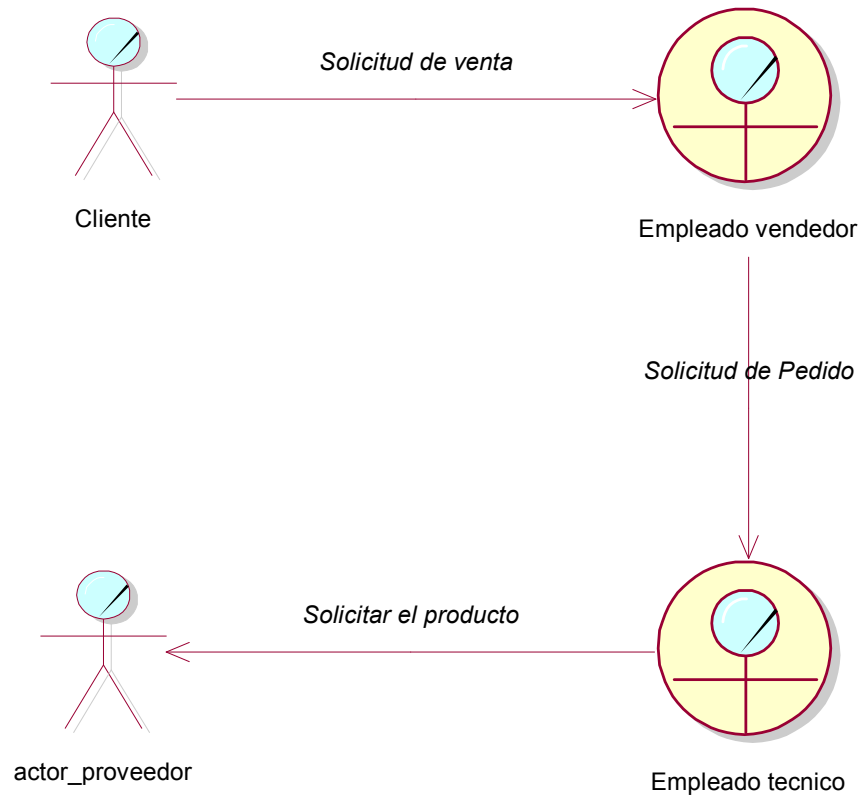 Solicitud de venta
Cliente
Empleado vendedor
Solicitud de Pedido
Solicitar el producto
actor_proveedor
Empleado tecnico